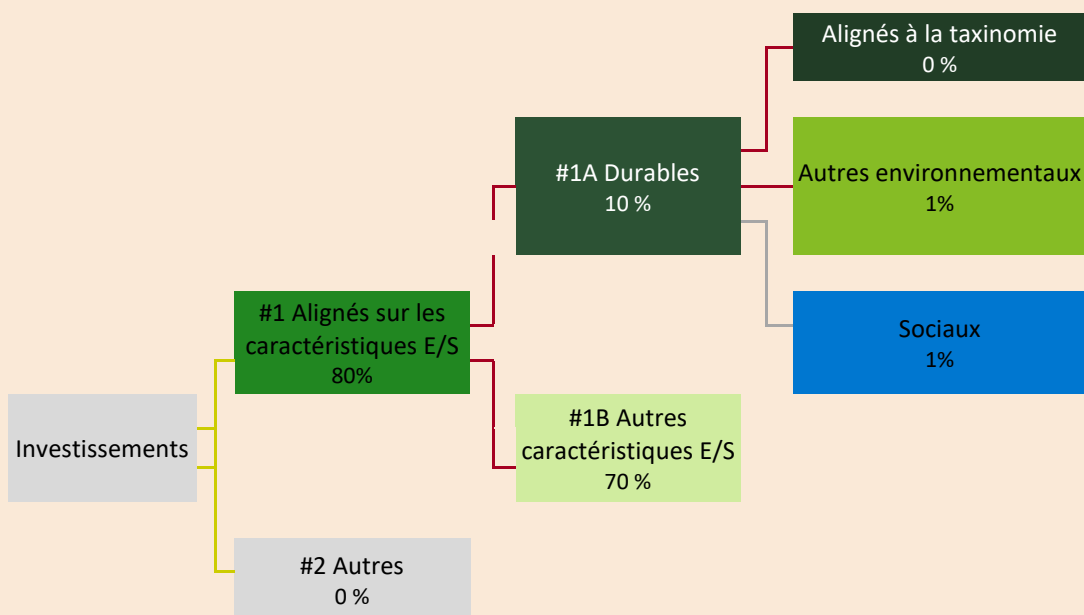 Alignés à la taxinomie
0 %
#1A Durables
10 %
Autres environnementaux
1%
#1 Alignés sur les
caractéristiques E/S
80%
Sociaux
1%
Investissements
#1B Autres
caractéristiques E/S
70 %
#2 Autres
0 %